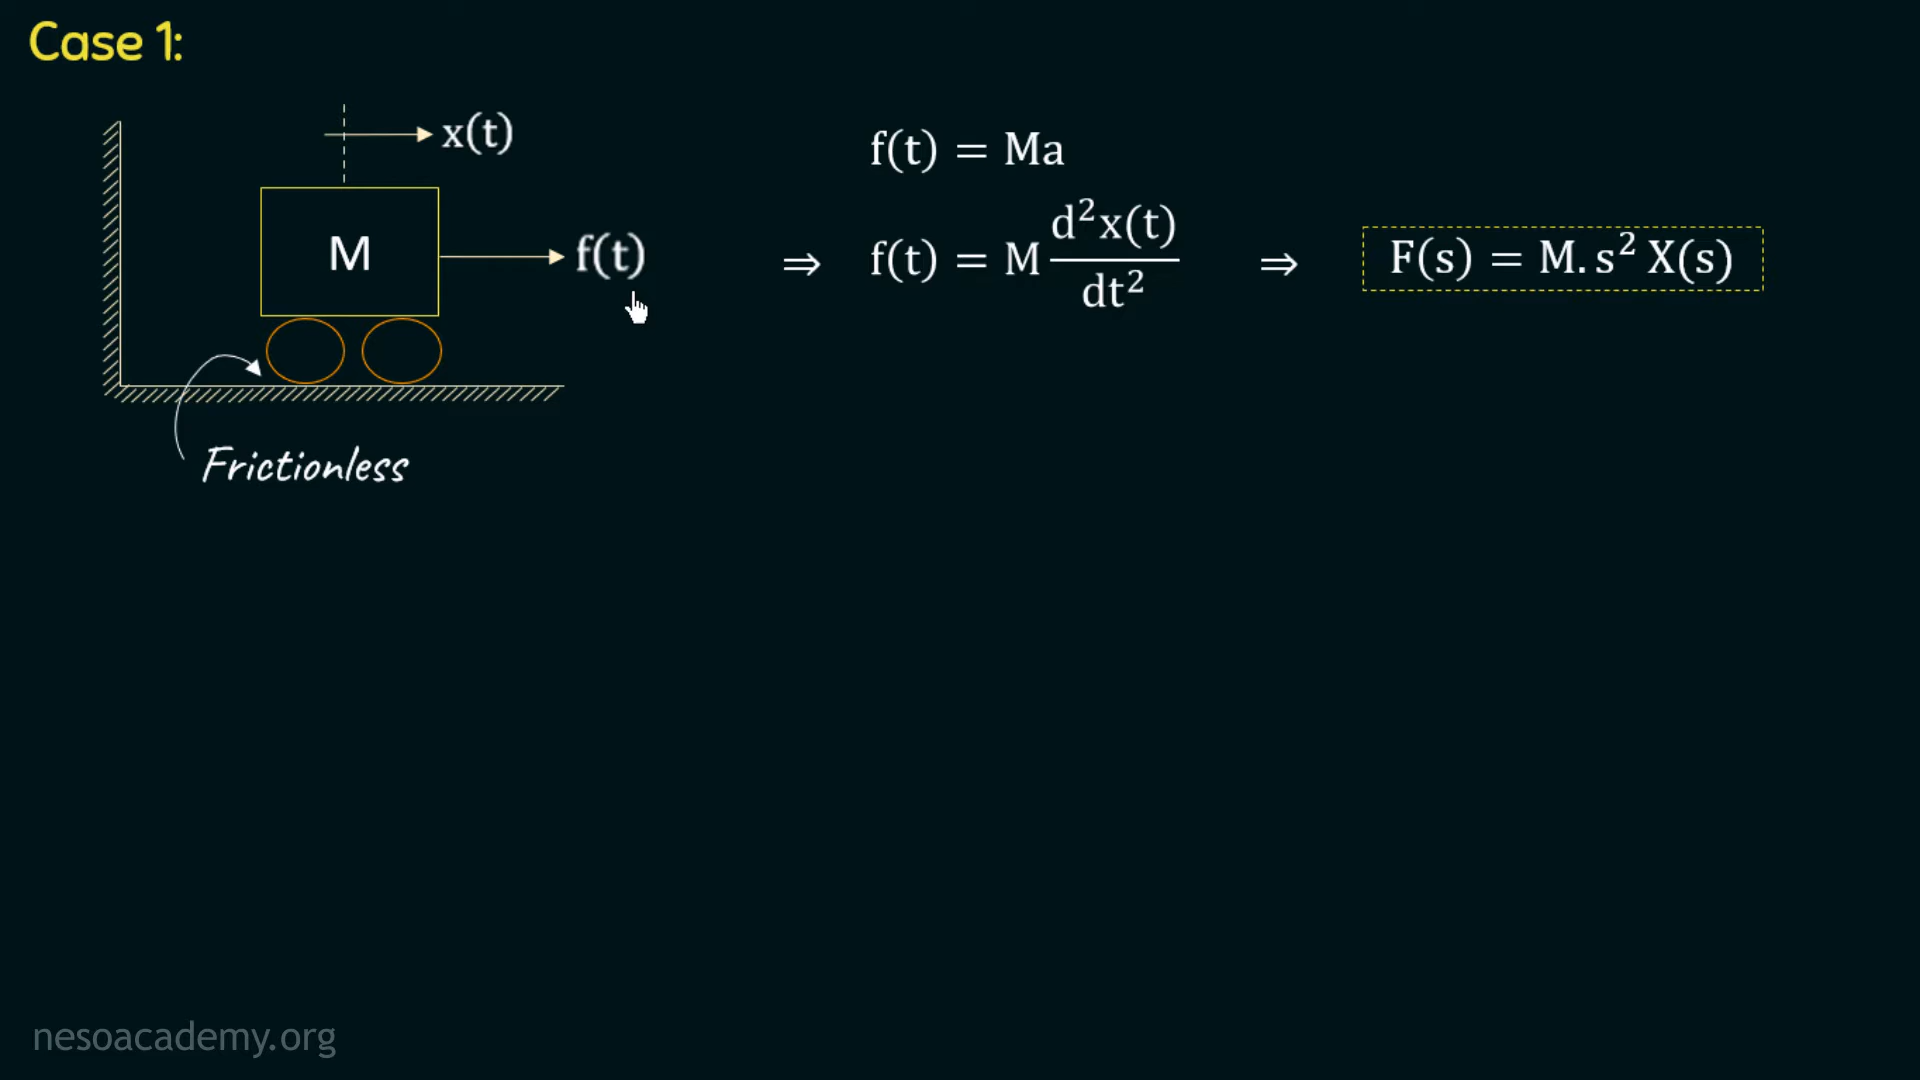 Case 1:
x(t)
M
f(t)
Frictionless
f(t) = Ma
⇒ f(t) = M d²x(t)/dt² ⇒ F(s) = M. s² X(s)
nesoacademy.org